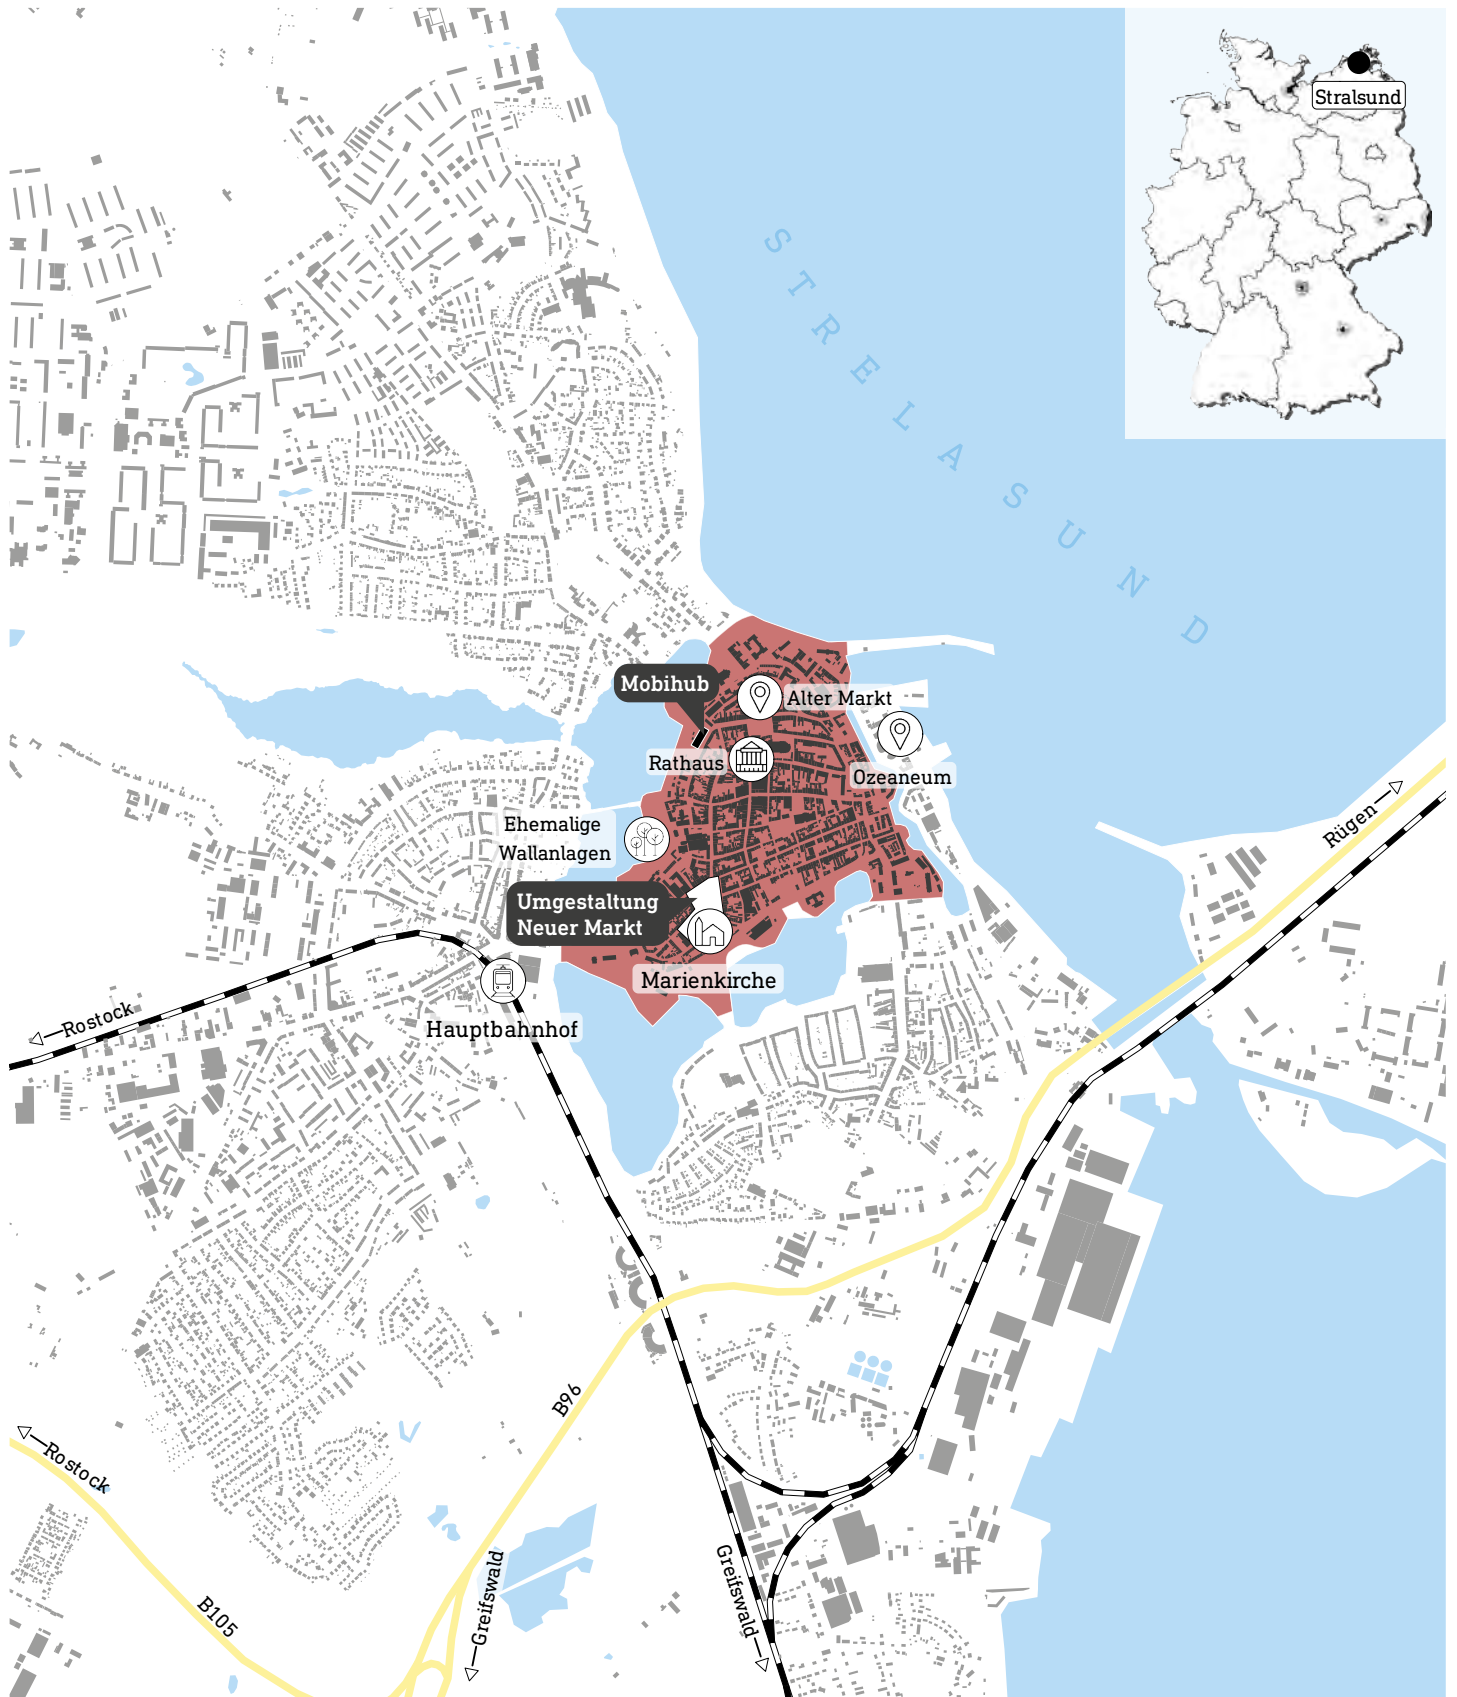 Stralsund
STRELASUND
Mobihub
Alter Markt
Rathaus
Ozeaneum
Ehemalige
Wallanlagen
Umgestaltung
Neuer Markt
Marienkirche
Hauptbahnhof
Rügen
Rostock
B96
Rostock
B105
Greifswald
Greifswald